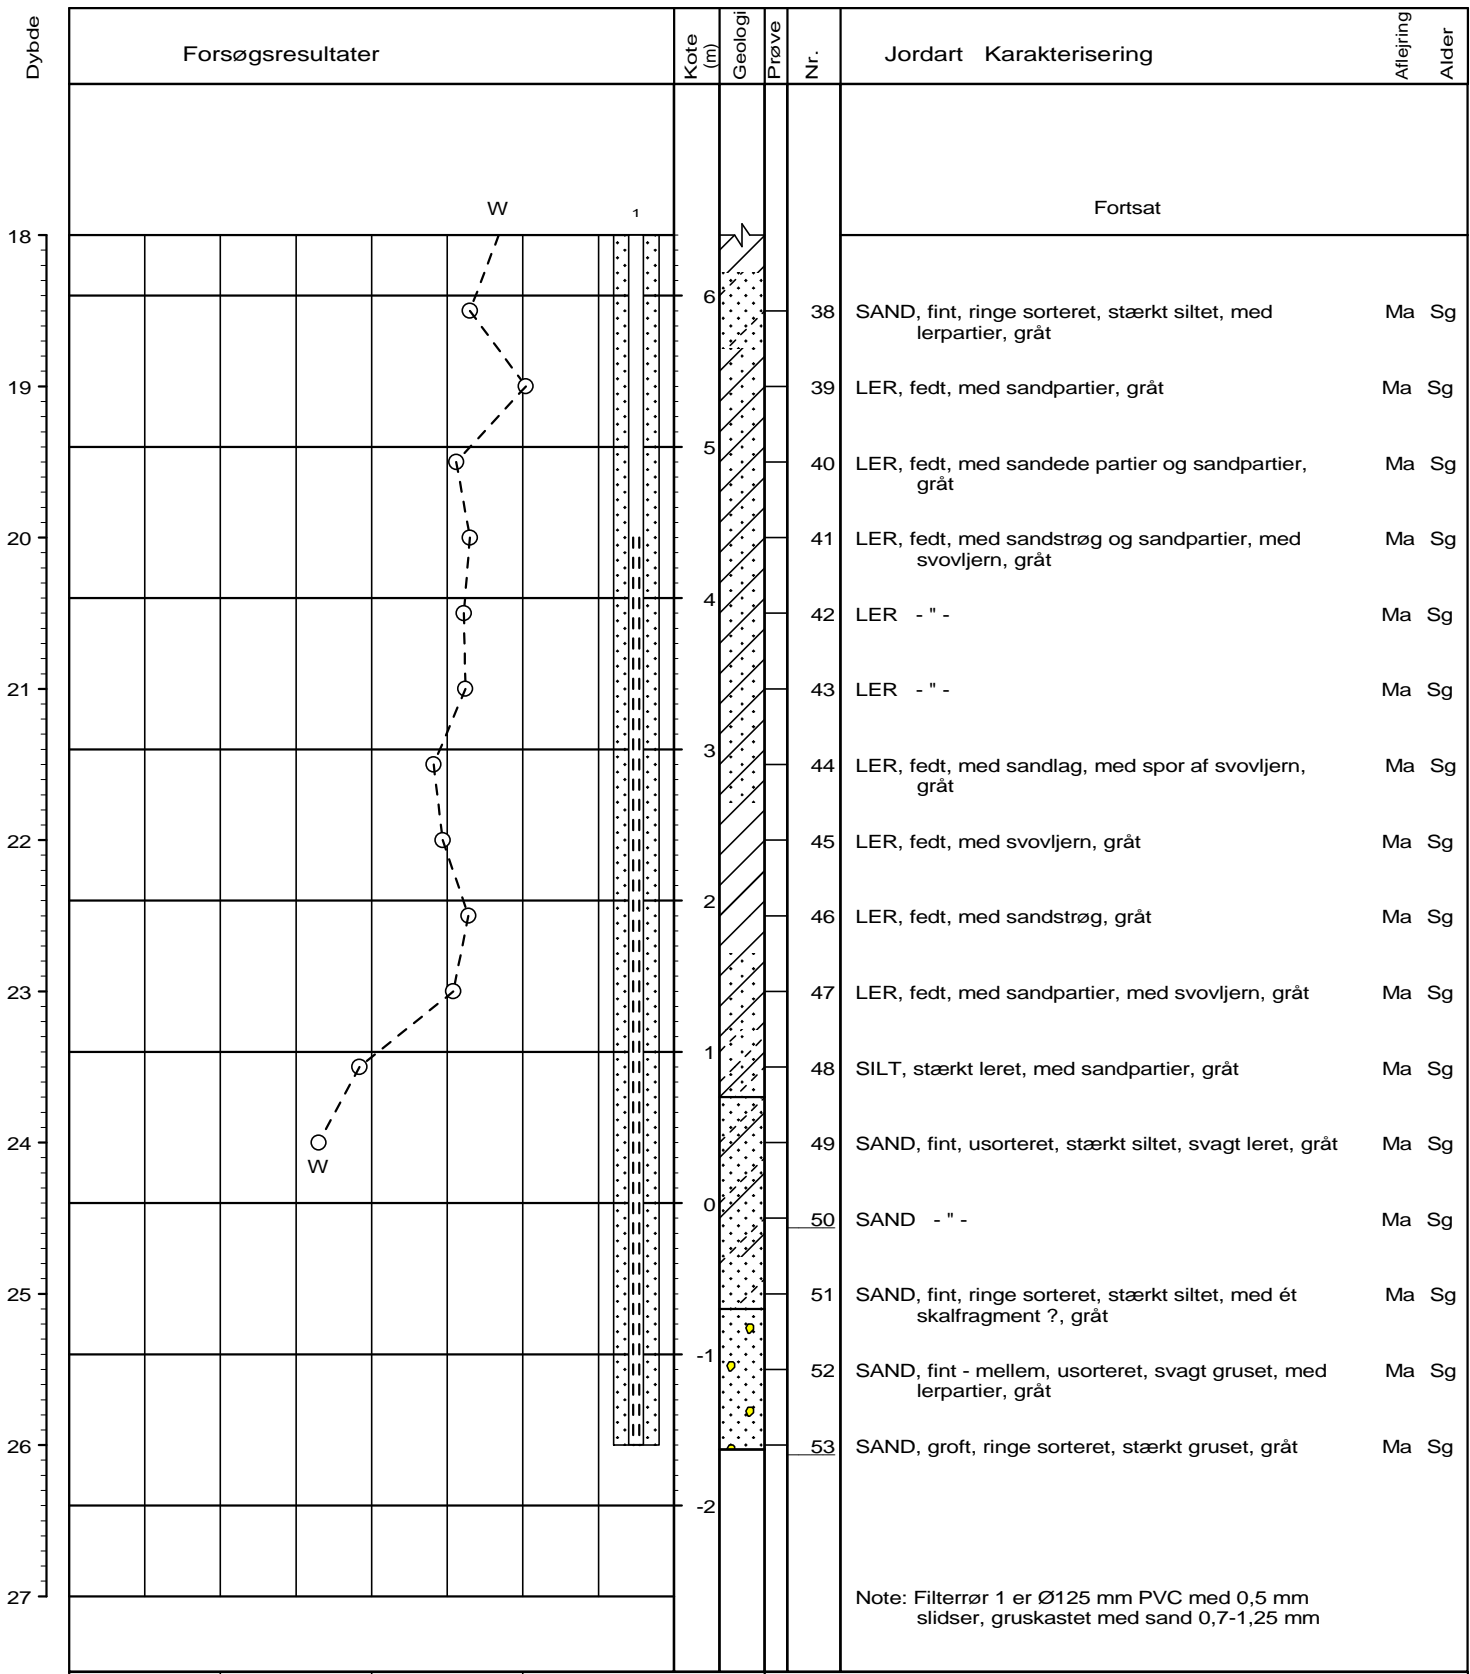 Dybde
Forsøgsresultater
Kote (m)
Geologi
Prøve
Nr.
Jordart Karakterisering
Aflejring
Alder
W
1
Fortsat
18
6
38 SAND, fint, ringe sorteret, stærkt siltet, med Ma Sg
lerpartier, gråt
19
39 LER, fedt, med sandpartier, gråt Ma Sg
5
40 LER, fedt, med sandede partier og sandpartier, Ma Sg
gråt
20
41 LER, fedt, med sandstrøg og sandpartier, med Ma Sg
svovljern, gråt
4
42 LER - " - Ma Sg
21
43 LER - " - Ma Sg
3
44 LER, fedt, med sandlag, med spor af svovljern, Ma Sg
gråt
22
45 LER, fedt, med svovljern, gråt Ma Sg
2
46 LER, fedt, med sandstrøg, gråt Ma Sg
23
47 LER, fedt, med sandpartier, med svovljern, gråt Ma Sg
1
48 SILT, stærkt leret, med sandpartier, gråt Ma Sg
24
49 SAND, fint, usorteret, stærkt siltet, svagt leret, gråt Ma Sg
W
0
50 SAND - " - Ma Sg
25
51 SAND, fint, ringe sorteret, stærkt siltet, med ét Ma Sg
skalfragment ?, gråt
-1
52 SAND, fint - mellem, usorteret, svagt gruset, med Ma Sg
lerpartier, gråt
26
53 SAND, groft, ringe sorteret, stærkt gruset, gråt Ma Sg
-2
27
Note: Filterrør 1 er Ø125 mm PVC med 0,5 mm
slidser, gruskastet med sand 0,7-1,25 mm